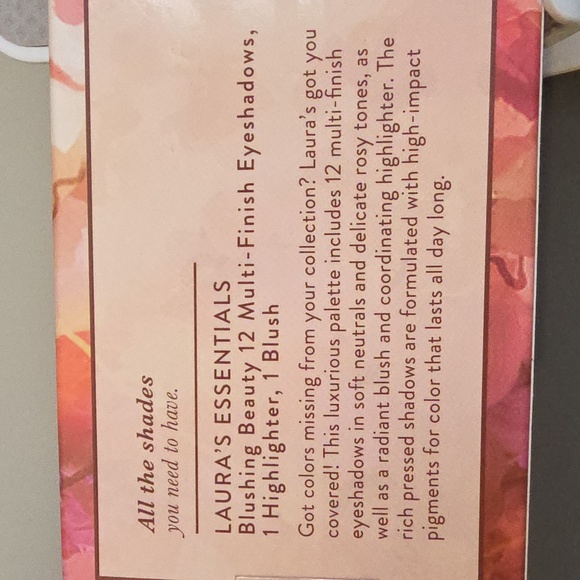 All the shades
you need to have.
LAURA'S ESSENTIALS
Blushing Beauty 12 Multi-Finish Eyeshadows,
1 Highlighter, 1 Blush
Got colors missing from your collection? Laura's got you
covered! This luxurious palette includes 12 multi-finish
eyeshadows in soft neutrals and delicate rosy tones, as
well as a radiant blush and coordinating highlighter. The
rich pressed shadows are formulated with high-impact
pigments for color that lasts all day long.